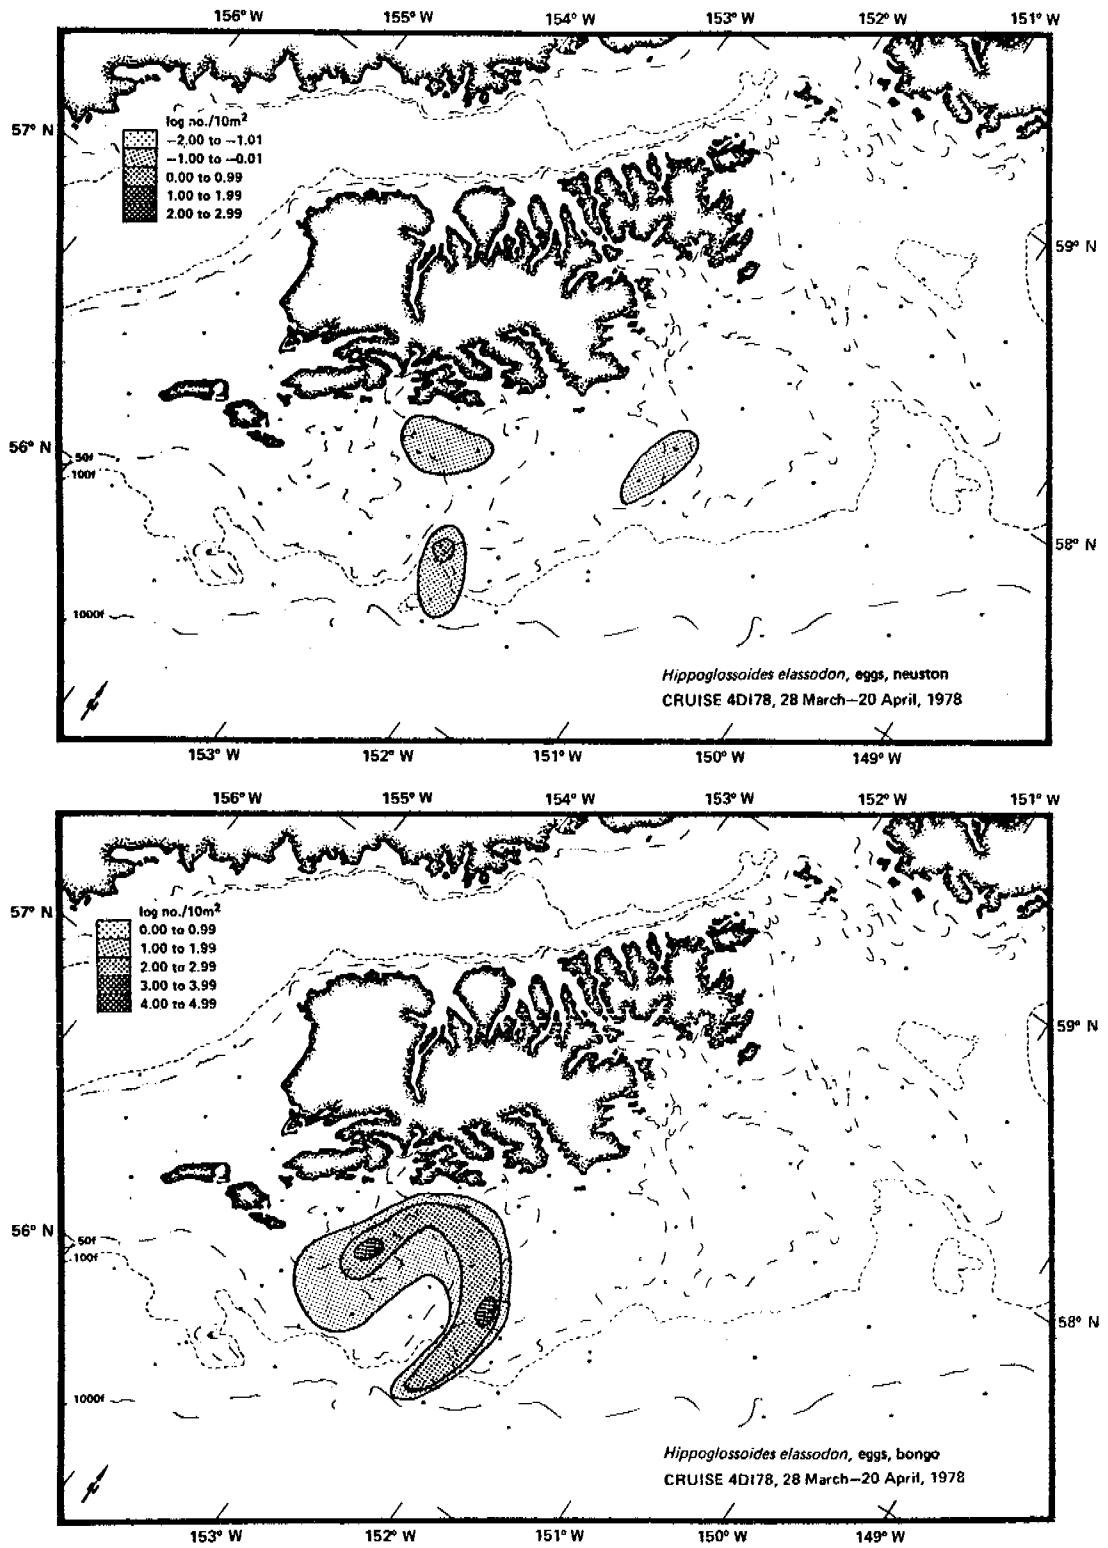 156° W 155° W 154° W 153° W 152° W 151° W
57° N
log no./10m²
−2.00 to −1.01
−1.00 to −0.01
0.00 to 0.99
1.00 to 1.99
2.00 to 2.99
59° N
56° N
50f
100f
58° N
1000f
Hippoglossoides elassodon, eggs, neuston
CRUISE 4DI78, 28 March—20 April, 1978
153° W 152° W 151° W 150° W 149° W
156° W 155° W 154° W 153° W 152° W 151° W
57° N
log no./10m²
0.00 to 0.99
1.00 to 1.99
2.00 to 2.99
3.00 to 3.99
4.00 to 4.99
59° N
56° N
50f
100f
58° N
1000f
Hippoglossoides elassodon, eggs, bongo
CRUISE 4DI78, 28 March—20 April, 1978
153° W 152° W 151° W 150° W 149° W